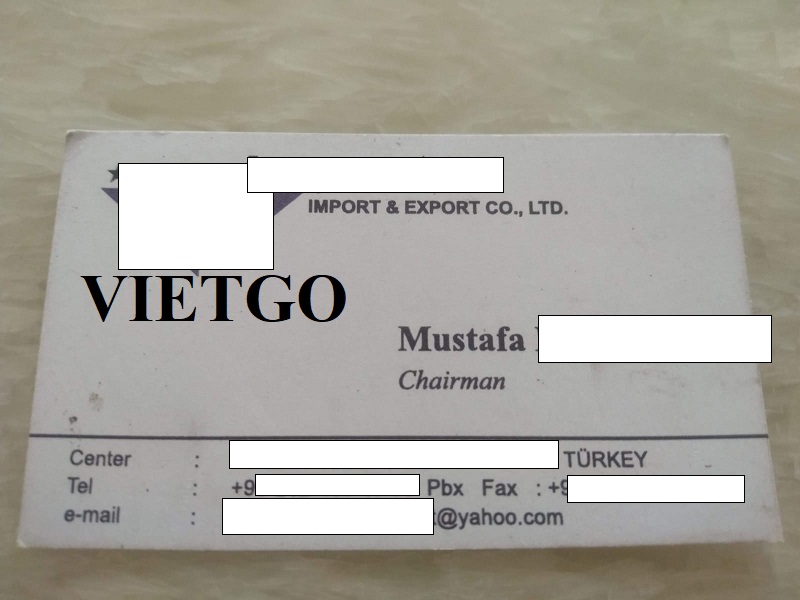 IMPORT & EXPORT CO., LTD.
VIETGO
Mustafa
Chairman
Center : TÜRKEY
Tel : +9 Pbx Fax : +9
e-mail : @yahoo.com